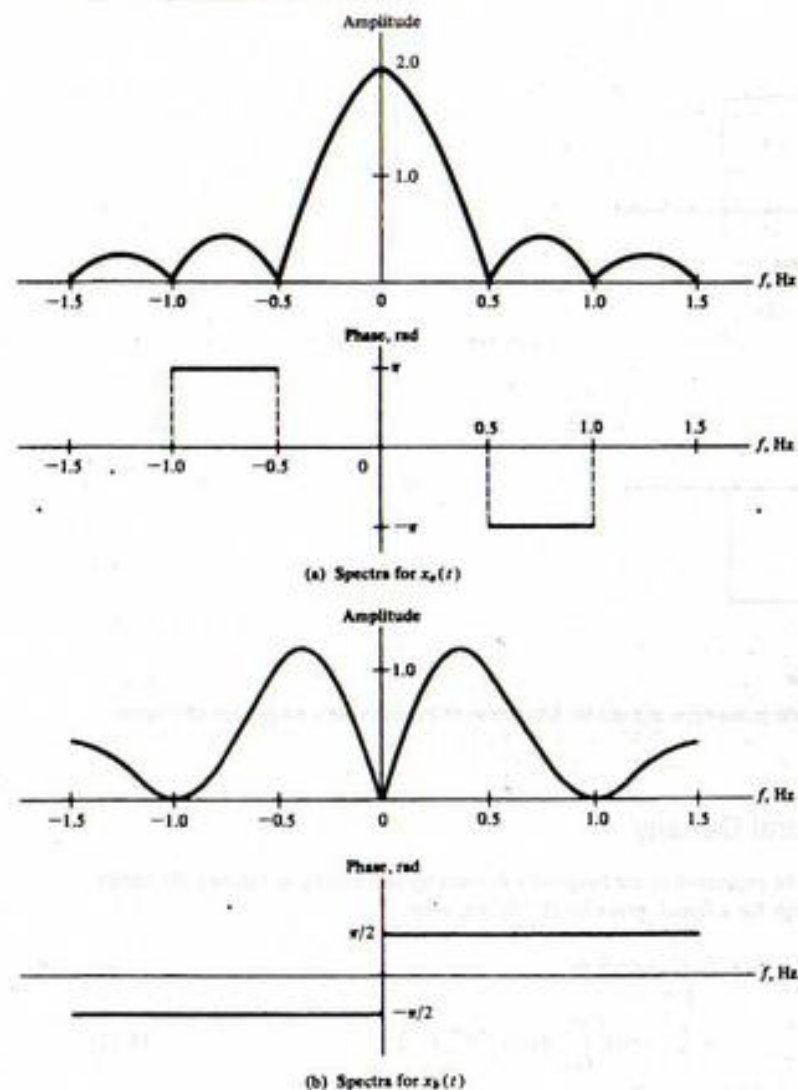 Amplitude
2.0
1.0
f, Hz
−1.5 −1.0 −0.5 0 0.5 1.0 1.5
Phase, rad
π
0.5 1.0 1.5
f, Hz
−1.5 −1.0 −0.5 0
−π
(a) Spectra for xₐ(t)
Amplitude
1.0
f, Hz
−1.5 −1.0 −0.5 0 0.5 1.0 1.5
Phase, rad
π/2
f, Hz
−π/2
(b) Spectra for x_b(t)